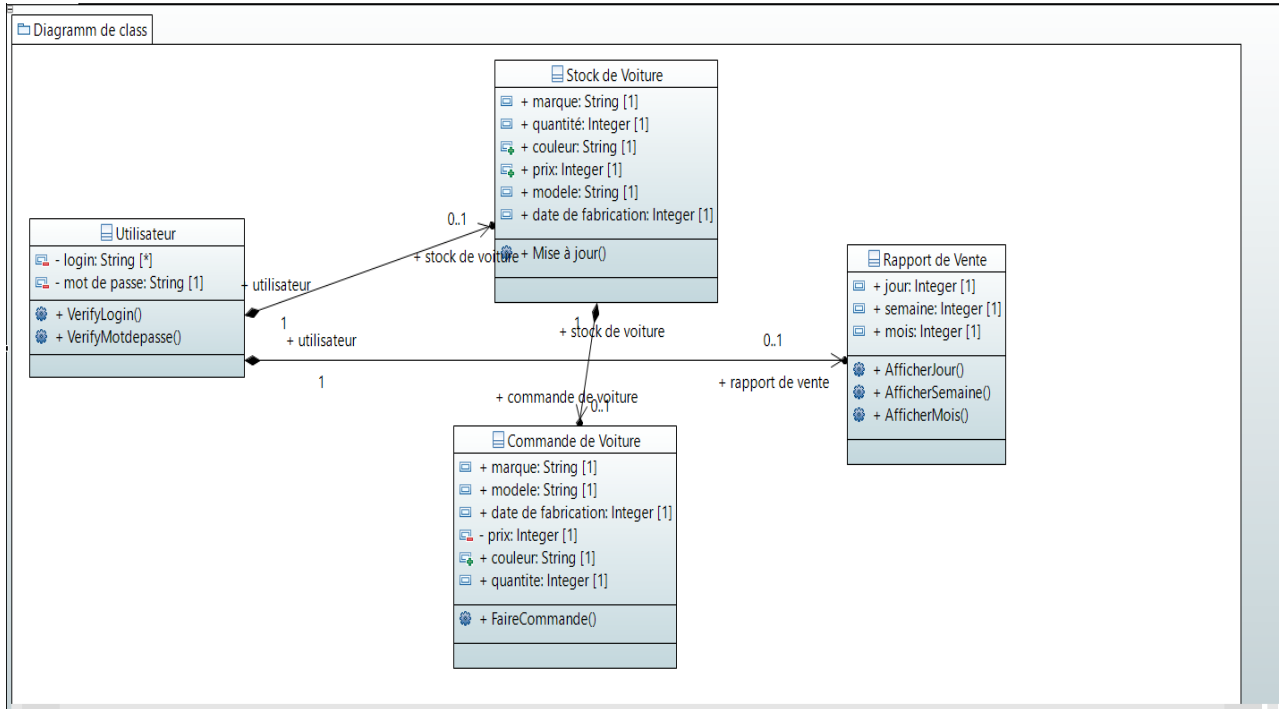 Diagramm de class
Stock de Voiture
+ marque: String [1]
+ quantité: Integer [1]
+ couleur: String [1]
+ prix: Integer [1]
+ modele: String [1]
+ date de fabrication: Integer [1]
+ Mise à jour()
Utilisateur
- login: String [*]
- mot de passe: String [1]
+ VerifyLogin()
+ VerifyMotdepasse()
0..1
+ stock de voiture
+ utilisateur
1
+ utilisateur
1
1
+ stock de voiture
0..1
+ rapport de vente
+ commande de voiture
0..1
Rapport de Vente
+ jour: Integer [1]
+ semaine: Integer [1]
+ mois: Integer [1]
+ AfficherJour()
+ AfficherSemaine()
+ AfficherMois()
Commande de Voiture
+ marque: String [1]
+ modele: String [1]
+ date de fabrication: Integer [1]
- prix: Integer [1]
+ couleur: String [1]
+ quantite: Integer [1]
+ FaireCommande()